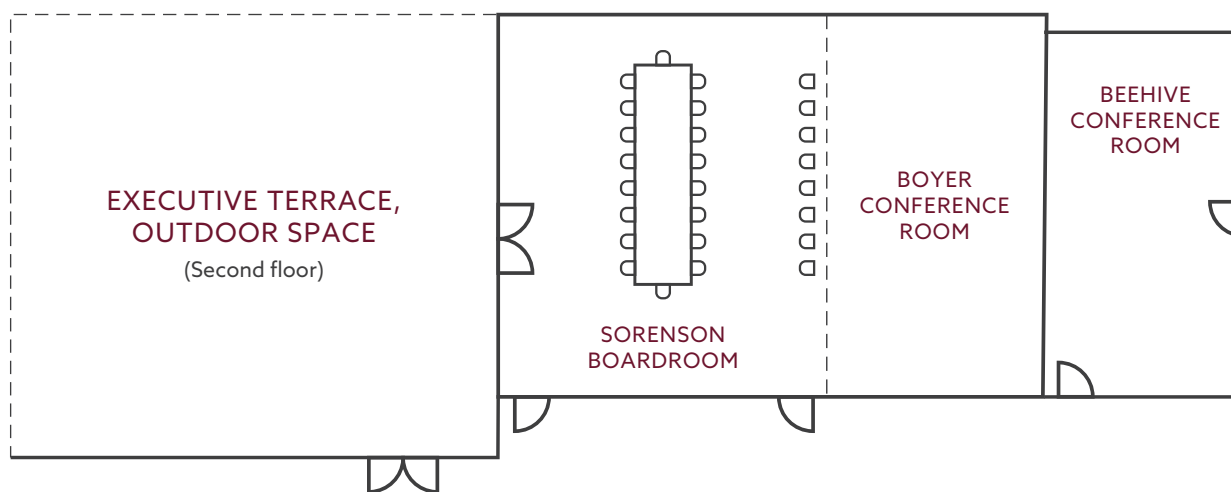 EXECUTIVE TERRACE,
OUTDOOR SPACE
(Second floor)
SORENSON
BOARDROOM
BOYER
CONFERENCE
ROOM
BEEHIVE
CONFERENCE
ROOM